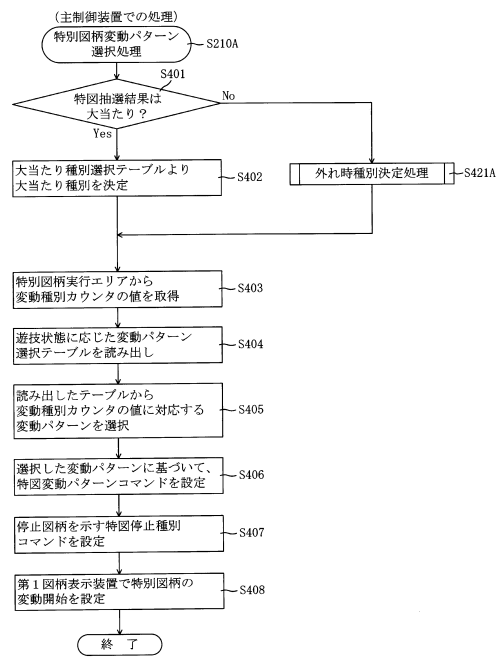 (主制御装置での処理)
特別図柄変動パターン
選択処理
S210A
S401
特図抽選結果は
大当たり?
No
Yes
大当たり種別選択テーブルより
大当たり種別を決定
S402
外れ時種別決定処理
S421A
特別図柄実行エリアから
変動種別カウンタの値を取得
S403
遊技状態に応じた変動パターン
選択テーブルを読み出し
S404
読み出したテーブルから
変動種別カウンタの値に対応する
変動パターンを選択
S405
選択した変動パターンに基づいて、
特図変動パターンコマンドを設定
S406
停止図柄を示す特図停止種別
コマンドを設定
S407
第1図柄表示装置で特別図柄の
変動開始を設定
S408
終 了